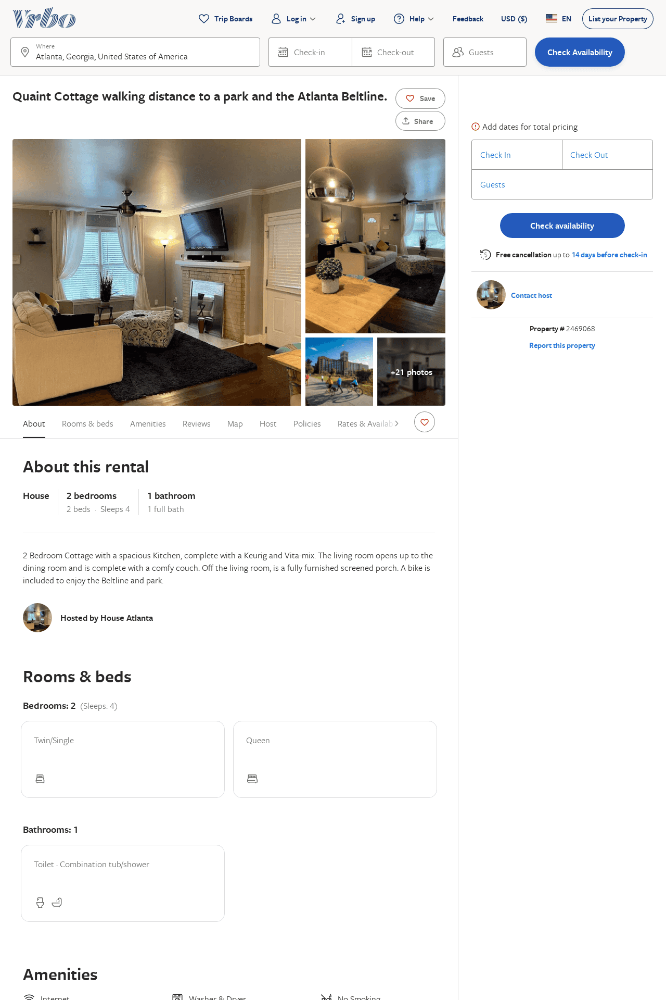 Vrbo
Trip Boards
Log in
Sign up
Help
Feedback
USD ($)
EN
List your Property
Where
Atlanta, Georgia, United States of America
Check-in
Check-out
Guests
Check Availability
Quaint Cottage walking distance to a park and the Atlanta Beltline.
Save
Share
Add dates for total pricing
Check In
Check Out
Guests
Check availability
Free cancellation up to 14 days before check-in
Contact host
Property # 2469068
Report this property
+21 photos
About
Rooms & beds
Amenities
Reviews
Map
Host
Policies
Rates & Availab
About this rental
House
2 bedrooms
2 beds · Sleeps 4
1 bathroom
1 full bath
2 Bedroom Cottage with a spacious Kitchen, complete with a Keurig and Vita-mix. The living room opens up to the
dining room and is complete with a comfy couch. Off the living room, is a fully furnished screened porch. A bike is
included to enjoy the Beltline and park.
Hosted by House Atlanta
Rooms & beds
Bedrooms: 2 (Sleeps: 4)
Twin/Single
Queen
Bathrooms: 1
Toilet · Combination tub/shower
Amenities
Internet
Washer & Dryer
No Smoking